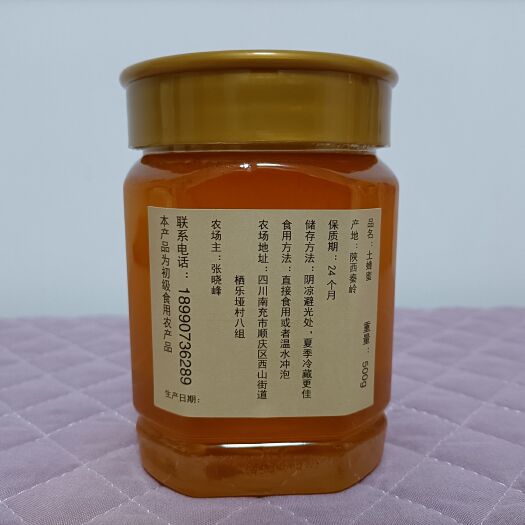 品名：土蜂蜜 重量：500g
产地：陕西秦岭
保质期：24个月
储存方法：阴凉避光处，夏季冷藏更佳
食用方法：直接食用或者温水冲泡
农场地址：四川南充市顺庆区西山街道
栖乐垭村八组
农场主：张晓峰
联系电话：18990736289
本产品为初级食用农产品
生产日期：